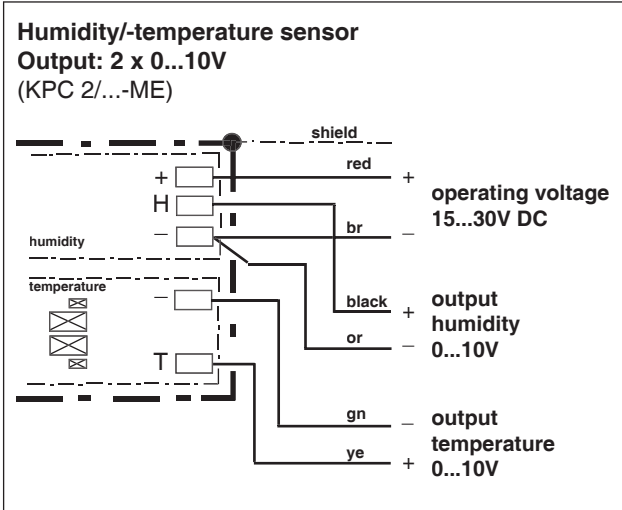 Humidity/-temperature sensor
Output: 2 x 0...10V
(KPC 2/...-ME)
shield
red
+
+
operating voltage
15...30V DC
H
br
−
−
humidity
temperature
−
black
+
output
humidity
0...10V
or
−
T
gn
−
output
temperature
0...10V
ye
+